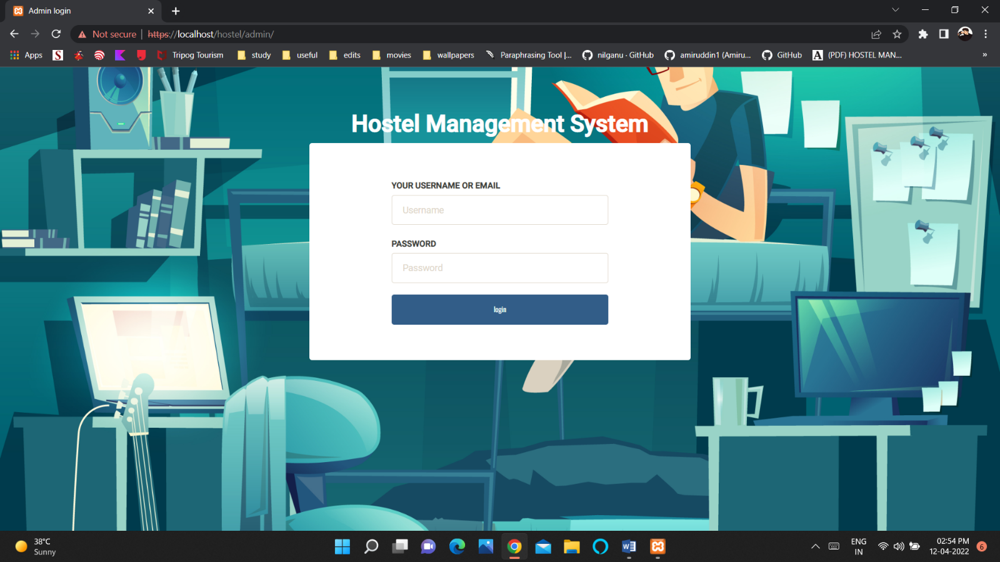 Admin login
Not secure | https://localhost/hostel/admin/
Apps S Tripog Tourism study useful edits movies wallpapers Paraphrasing Tool |... nilganu · GitHub amiruddin1 (Amiru... GitHub A (PDF) HOSTEL MAN... »
Hostel Management System
YOUR USERNAME OR EMAIL
Username
PASSWORD
Password
login
38°C
Sunny
W
ENG
IN
02:54 PM
12-04-2022
6